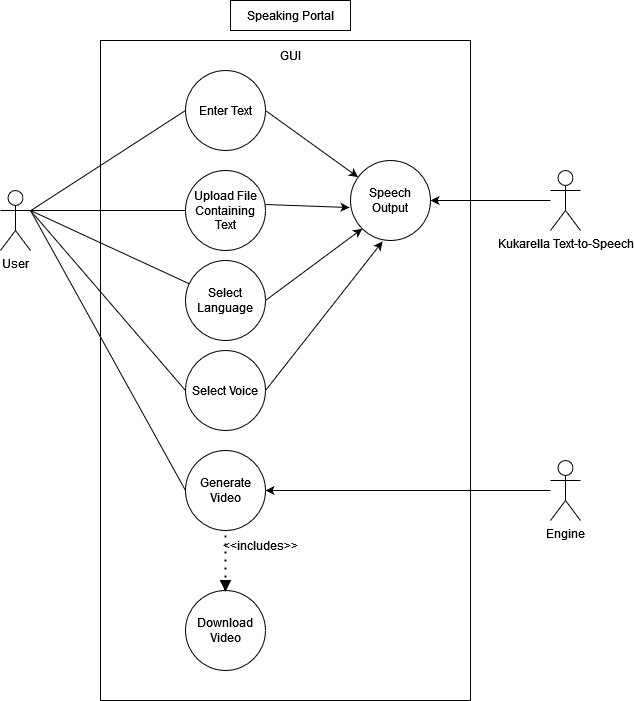 Speaking Portal
GUI
Enter Text
Upload File
Containing
Text
Speech
Output
User
Kukarella Text-to-Speech
Select
Language
Select Voice
Generate
Video
Engine
<<includes>>
Download
Video